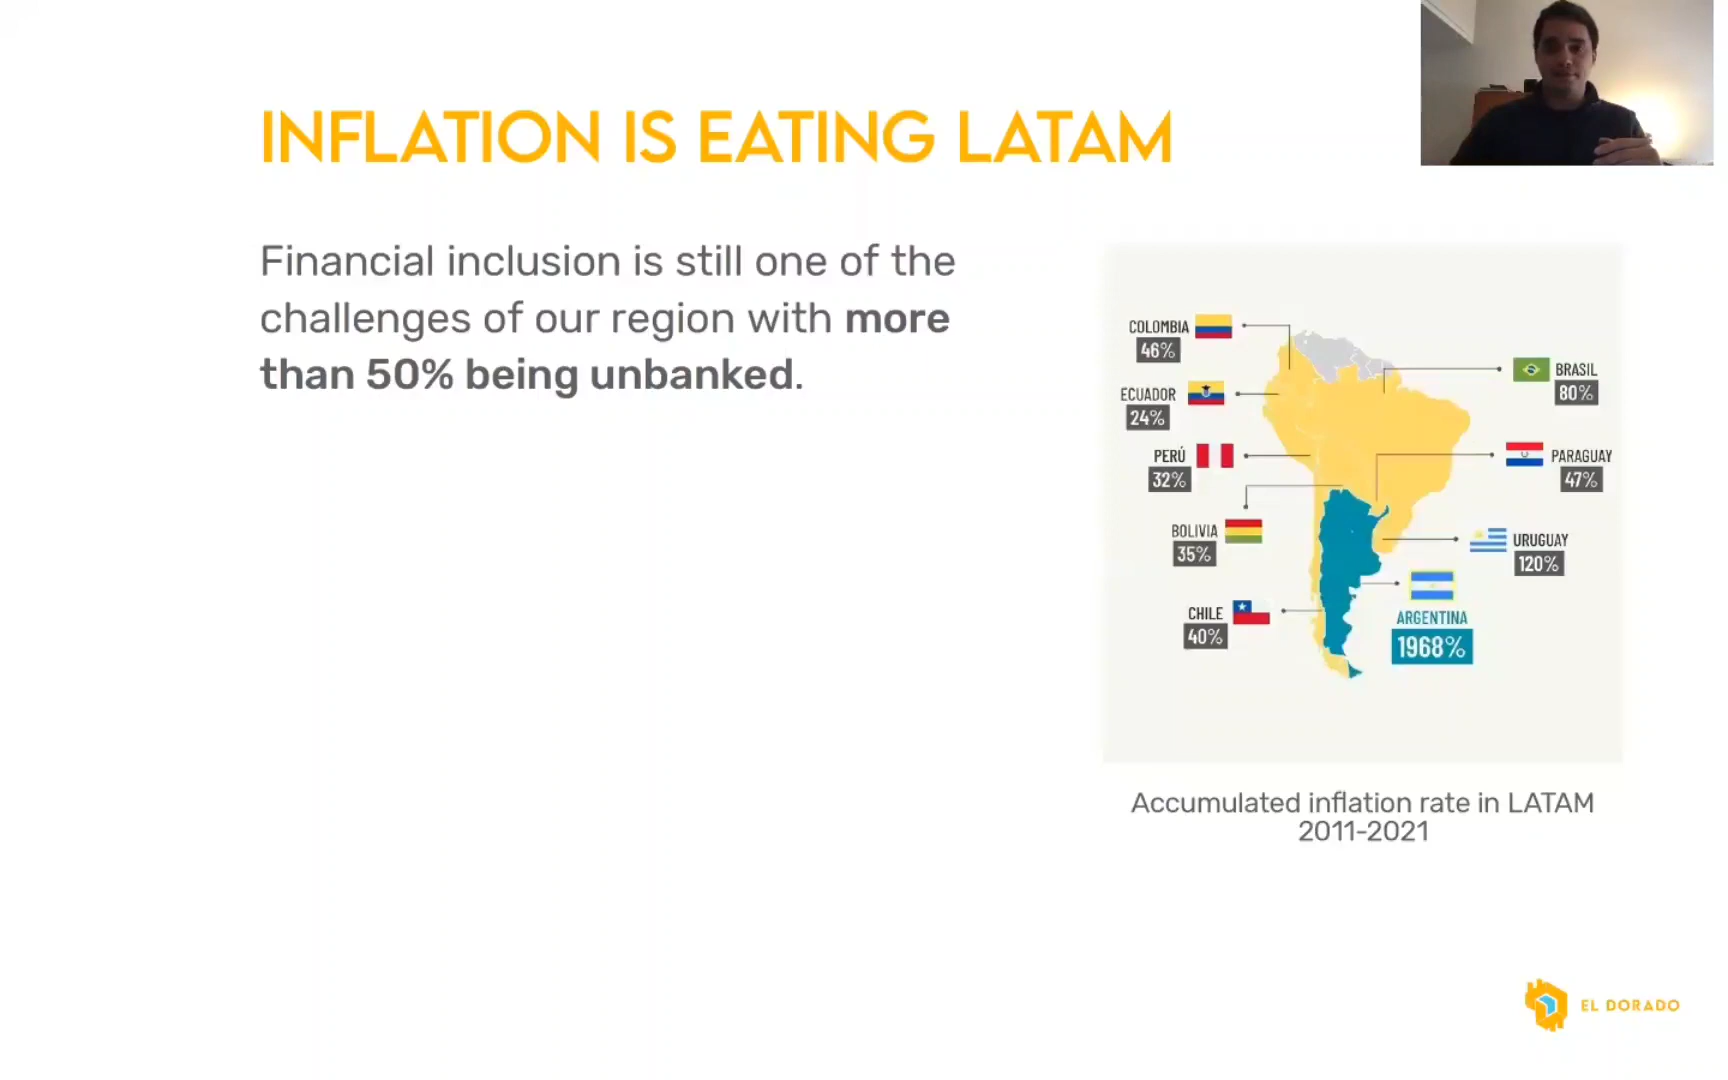 INFLATION IS EATING LATAM
Financial inclusion is still one of the
challenges of our region with more
than 50% being unbanked.
COLOMBIA
46%
ECUADOR
24%
PERÚ
32%
BOLIVIA
35%
CHILE
40%
BRASIL
80%
PARAGUAY
47%
URUGUAY
120%
ARGENTINA
1968%
Accumulated inflation rate in LATAM
2011-2021
EL DORADO